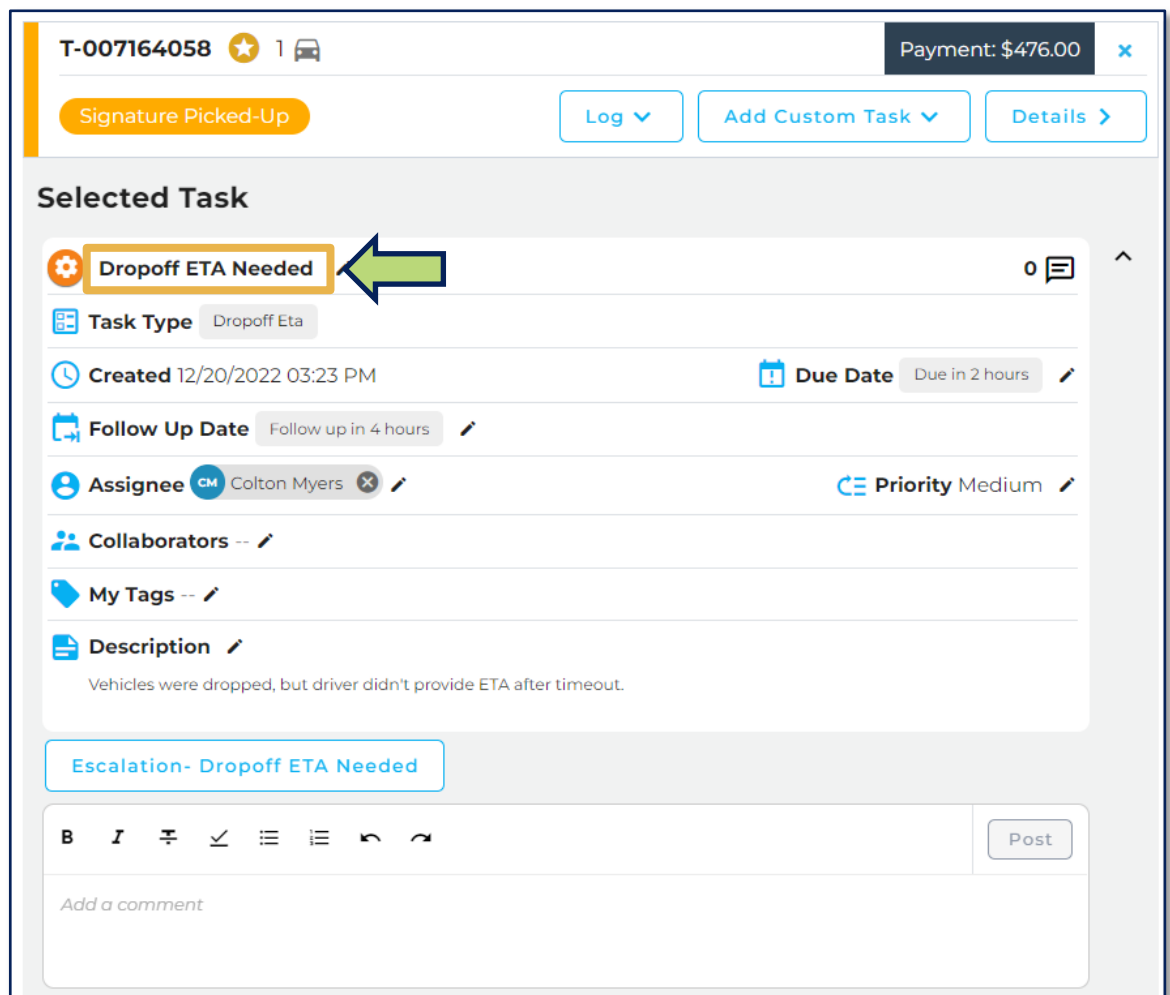 T-007164058 1 Payment: $476.00 ×
Signature Picked-Up Log Add Custom Task Details
Selected Task
Dropoff ETA Needed 0
Task Type Dropoff Eta
Created 12/20/2022 03:23 PM Due Date Due in 2 hours
Follow Up Date Follow up in 4 hours
Assignee CM Colton Myers Priority Medium
Collaborators --
My Tags --
Description
Vehicles were dropped, but driver didn't provide ETA after timeout.
Escalation- Dropoff ETA Needed
B I T Post
Add a comment